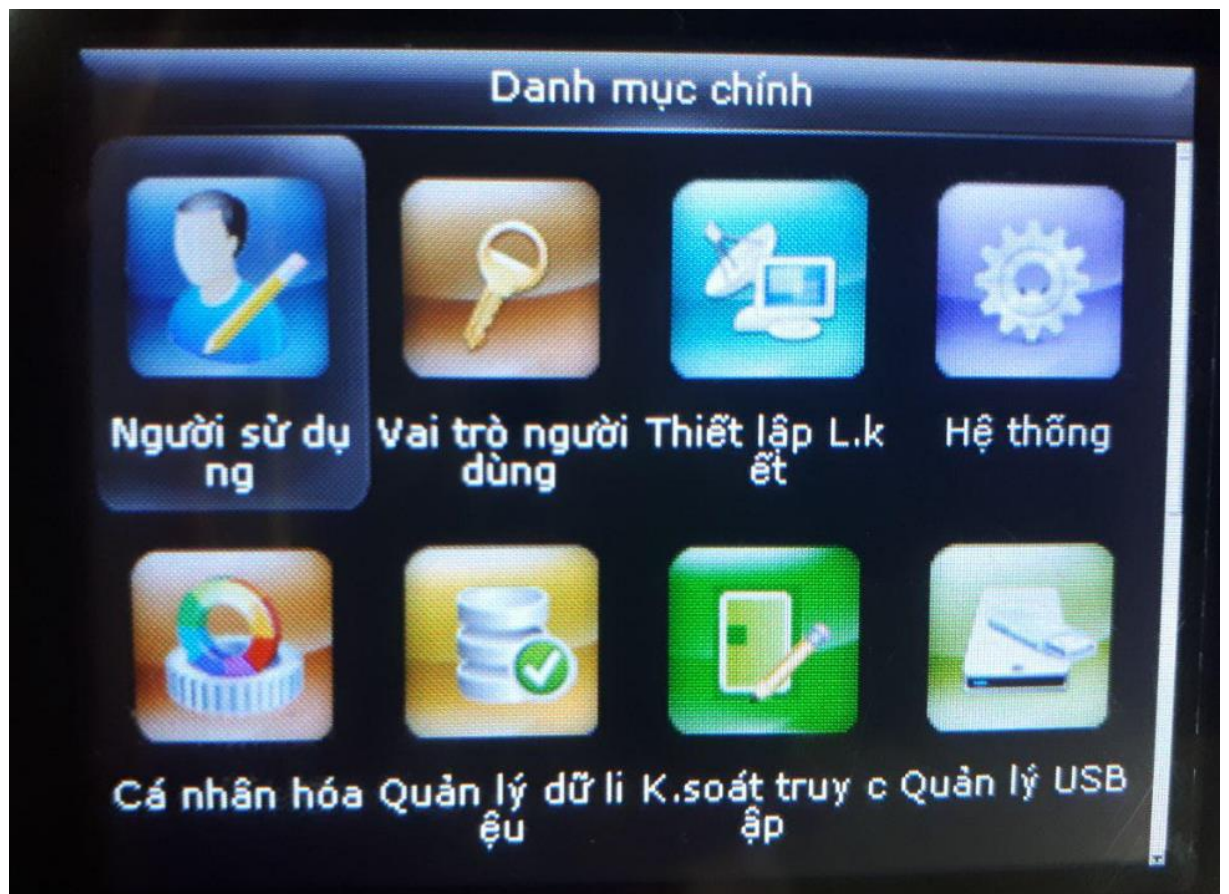 Danh mục chính
Người sử dụ
ng
Vai trò người
dùng
Thiết lập L.k
ết
Hệ thống
Cá nhân hóa
Quản lý dữ li
ệu
K.soát truy c
ập
Quản lý USB